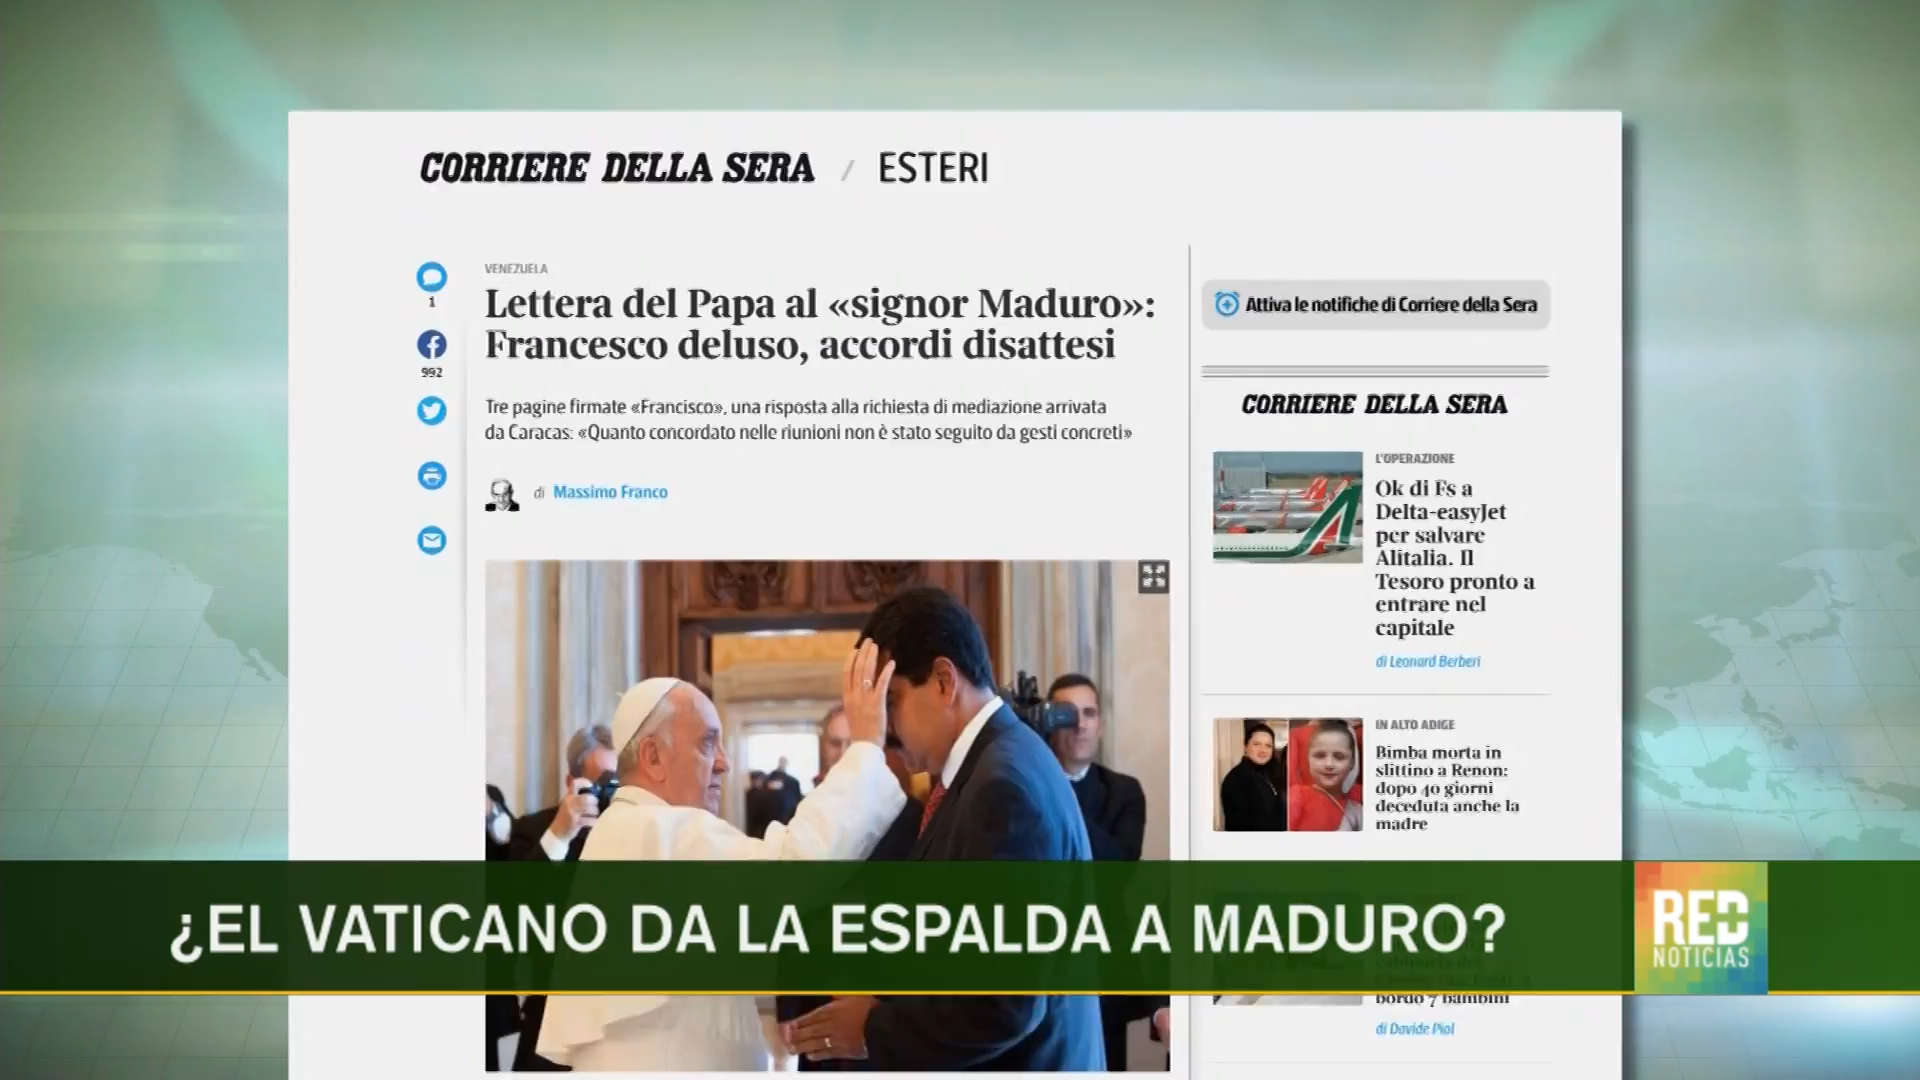 CORRIERE DELLA SERA / ESTERI
1
992
VENEZUELA
Lettera del Papa al «signor Maduro»:
Francesco deluso, accordi disattesi
Tre pagine firmate «Francisco», una risposta alla richiesta di mediazione arrivata
da Caracas: «Quanto concordato nelle riunioni non è stato seguito da gesti concreti»
di Massimo Franco
Attiva le notifiche di Corriere della Sera
CORRIERE DELLA SERA
L'OPERAZIONE
Ok di Fs a
Delta-easyJet
per salvare
Alitalia. Il
Tesoro pronto a
entrare nel
capitale
di Leonard Berberi
IN ALTO ADIGE
Bimba morta in
slittino a Renon:
dopo 40 giorni
deceduta anche la
madre
bordo 7 bambini
di Davide Piol
¿EL VATICANO DA LA ESPALDA A MADURO?
RED+
NOTICIAS